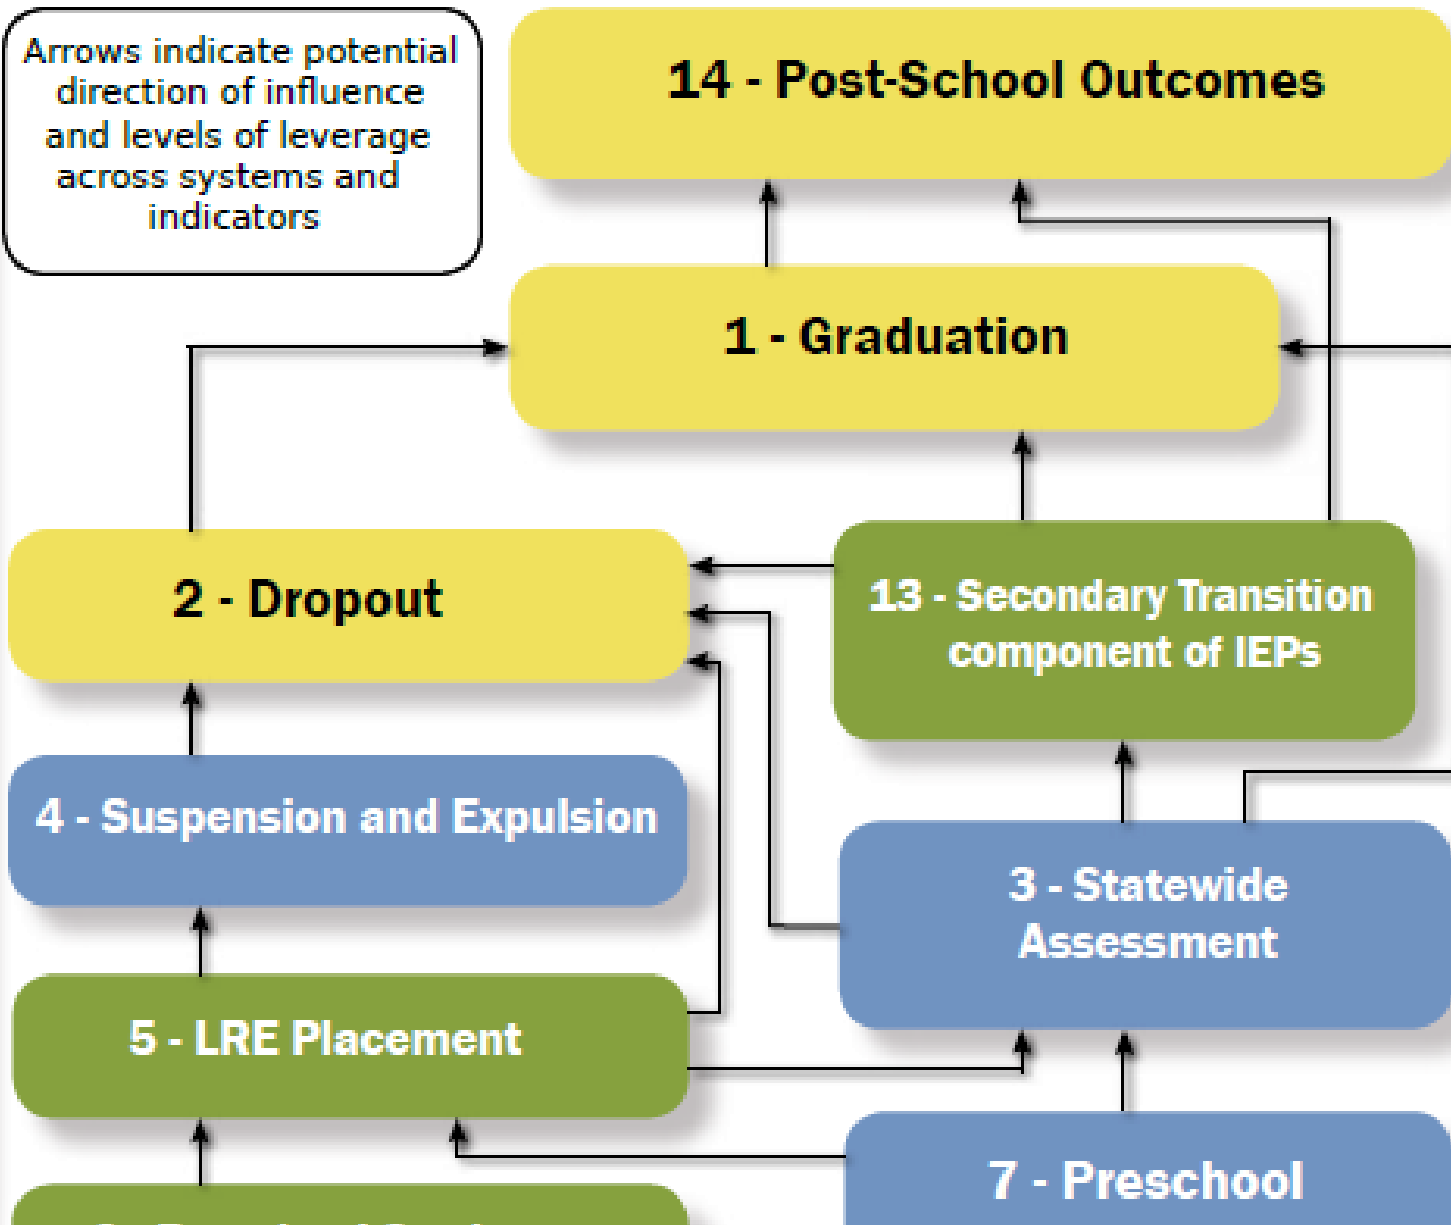 Arrows indicate potential
direction of influence
and levels of leverage
across systems and
indicators
14 - Post-School Outcomes
1 - Graduation
2 - Dropout
13 - Secondary Transition
component of IEPs
4 - Suspension and Expulsion
3 - Statewide
Assessment
5 - LRE Placement
7 - Preschool